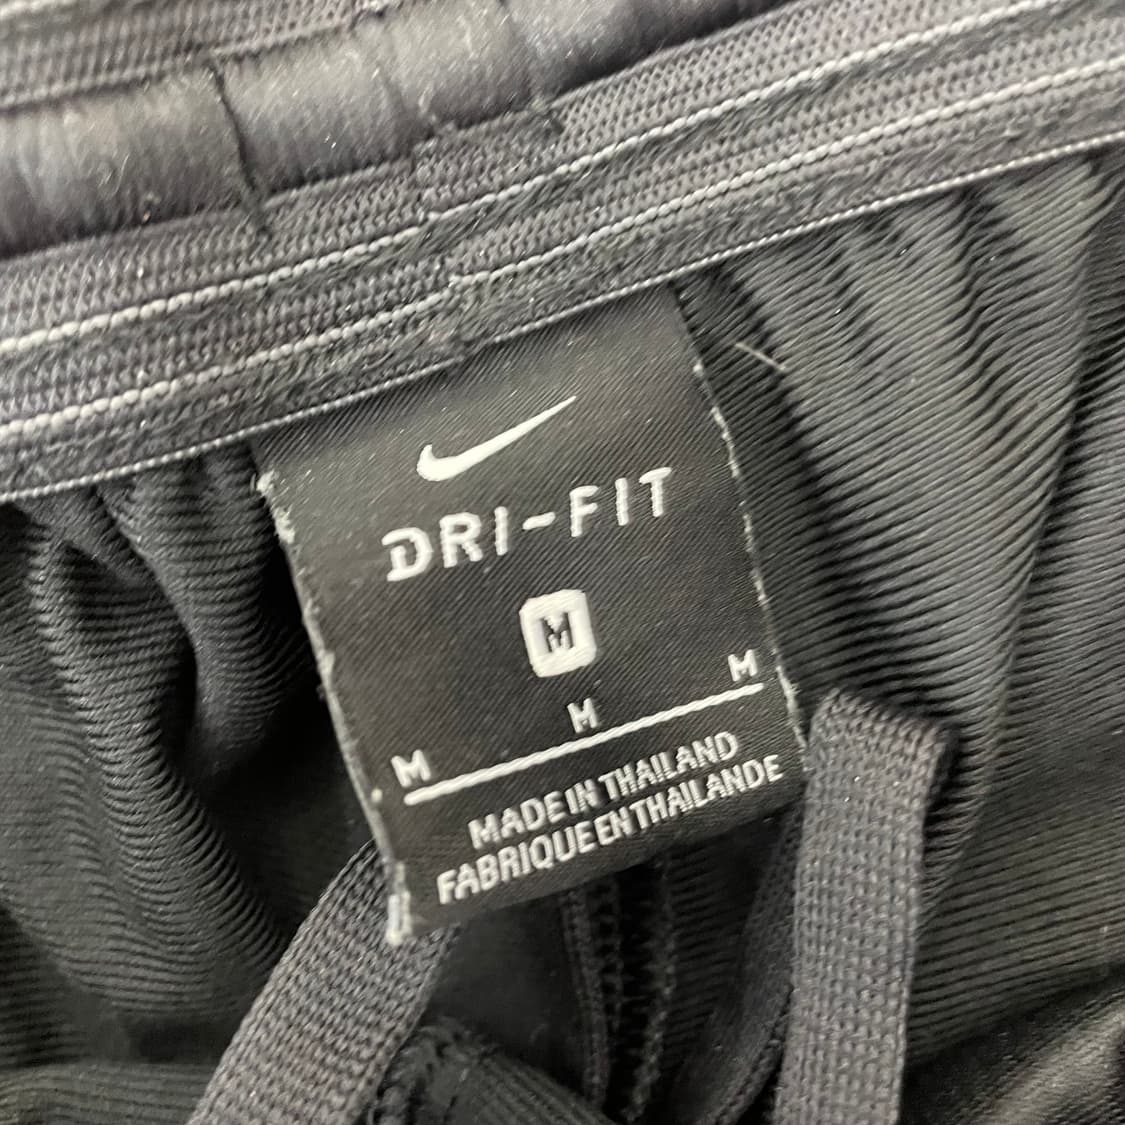 DRI-FIT
M
M M M
MADE IN THAILAND
FABRIQUE EN THAILANDE